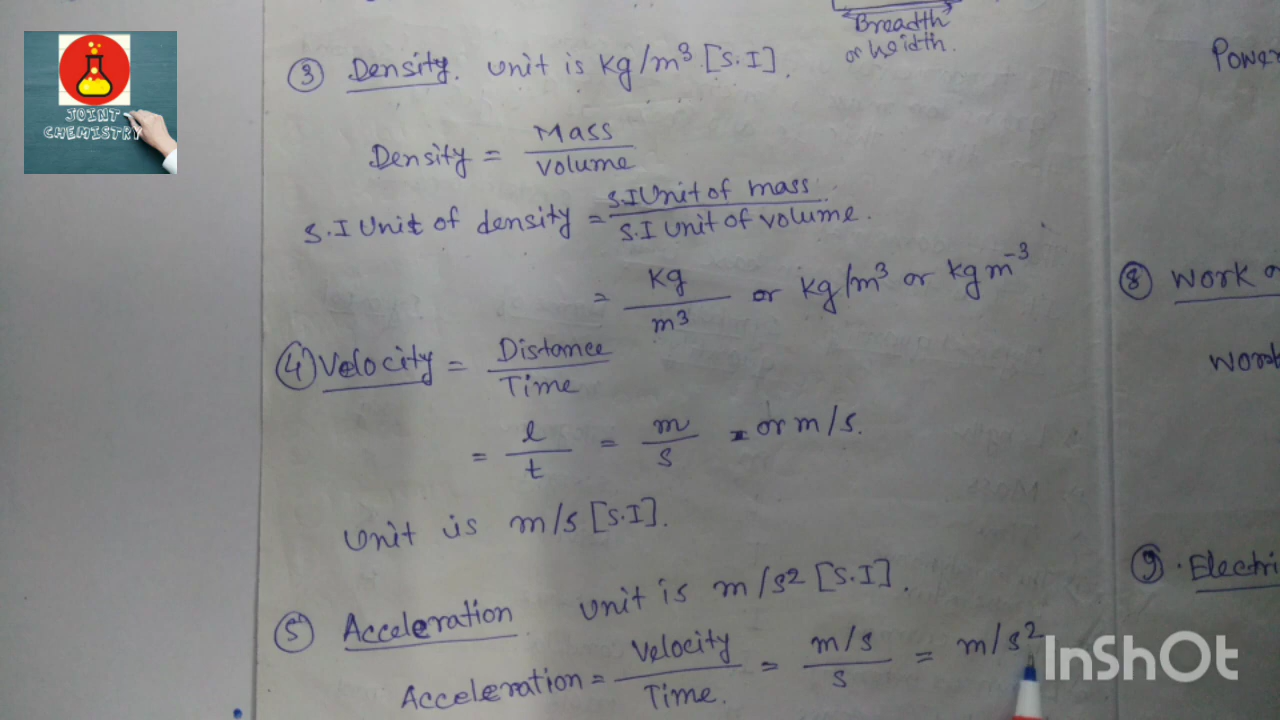 Breadth
or width.
③ Density. Unit is Kg/m³ [S.I].
Density = Mass / Volume
S.I Unit of density = S.I Unit of mass / S.I Unit of Volume.
= Kg / m³ or Kg/m³ or Kgm⁻³
④ Velocity = Distance / Time
= l / t = m / s = or m/s.
Unit is m/s [S.I].
⑤ Acceleration Unit is m/s² [S.I].
Acceleration = Velocity / Time. = m/s / s = m/s²
Power
⑧ Work o
Work
⑨. Electri
JOINT
CHEMISTRY
InShOt